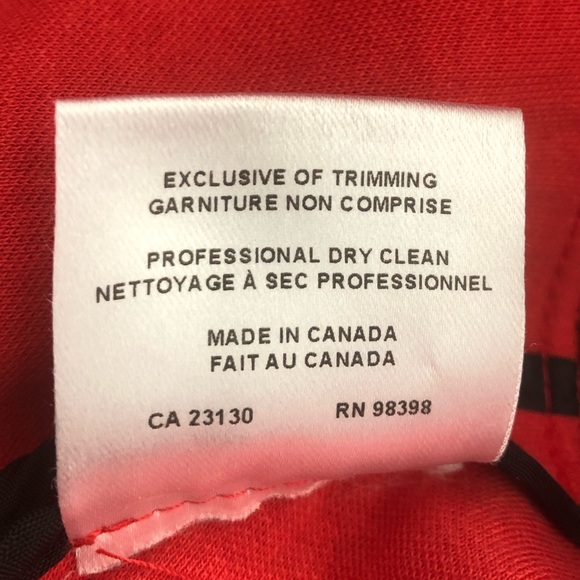 EXCLUSIVE OF TRIMMING
GARNITURE NON COMPRISE
PROFESSIONAL DRY CLEAN
NETTOYAGE À SEC PROFESSIONNEL
MADE IN CANADA
FAIT AU CANADA
CA 23130 RN 98398